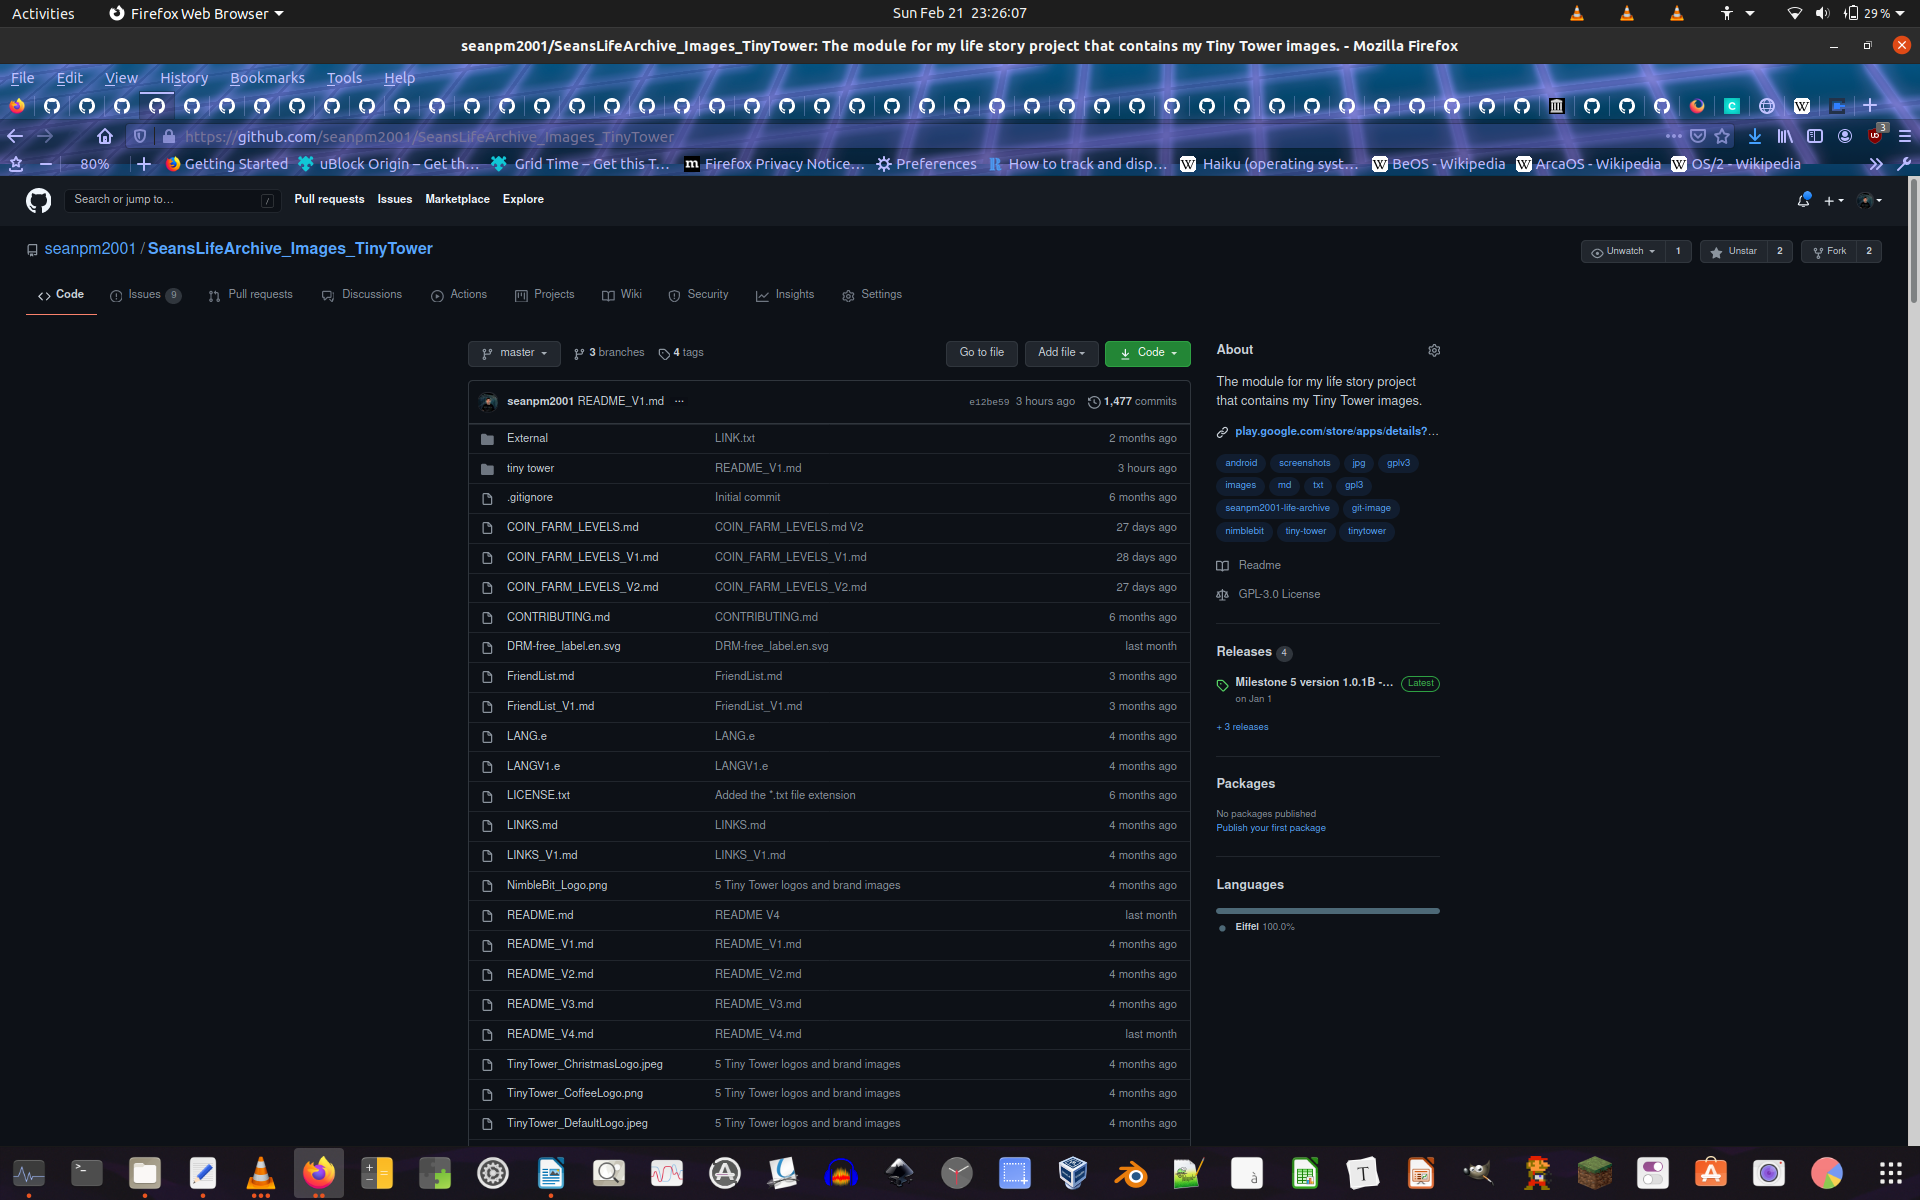 Activities Firefox Web Browser Sun Feb 21 23:26:07 29 %
seanpm2001/SeansLifeArchive_Images_TinyTower: The module for my life story project that contains my Tiny Tower images. - Mozilla Firefox
File Edit View History Bookmarks Tools Help
https://github.com/seanpm2001/SeansLifeArchive_Images_TinyTower 3
80% Getting Started uBlock Origin – Get th… Grid Time – Get this T… Firefox Privacy Notice… Preferences How to track and disp… Haiku (operating syst… BeOS - Wikipedia ArcaOS - Wikipedia OS/2 - Wikipedia
Search or jump to… / Pull requests Issues Marketplace Explore
seanpm2001 / SeansLifeArchive_Images_TinyTower Unwatch 1 Unstar 2 Fork 2
Code Issues 9 Pull requests Discussions Actions Projects Wiki Security Insights Settings
master 3 branches 4 tags Go to file Add file Code
seanpm2001 README_V1.md ... e12be59 3 hours ago 1,477 commits
External LINK.txt 2 months ago
tiny tower README_V1.md 3 hours ago
.gitignore Initial commit 6 months ago
COIN_FARM_LEVELS.md COIN_FARM_LEVELS.md V2 27 days ago
COIN_FARM_LEVELS_V1.md COIN_FARM_LEVELS_V1.md 28 days ago
COIN_FARM_LEVELS_V2.md COIN_FARM_LEVELS_V2.md 27 days ago
CONTRIBUTING.md CONTRIBUTING.md 6 months ago
DRM-free_label.en.svg DRM-free_label.en.svg last month
FriendList.md FriendList.md 3 months ago
FriendList_V1.md FriendList_V1.md 3 months ago
LANG.e LANG.e 4 months ago
LANGV1.e LANGV1.e 4 months ago
LICENSE.txt Added the *.txt file extension 6 months ago
LINKS.md LINKS.md 4 months ago
LINKS_V1.md LINKS_V1.md 4 months ago
NimbleBit_Logo.png 5 Tiny Tower logos and brand images 4 months ago
README.md README V4 last month
README_V1.md README_V1.md 4 months ago
README_V2.md README_V2.md 4 months ago
README_V3.md README_V3.md 4 months ago
README_V4.md README_V4.md last month
TinyTower_ChristmasLogo.jpeg 5 Tiny Tower logos and brand images 4 months ago
TinyTower_CoffeeLogo.png 5 Tiny Tower logos and brand images 4 months ago
TinyTower_DefaultLogo.jpeg 5 Tiny Tower logos and brand images 4 months ago
About
The module for my life story project
that contains my Tiny Tower images.
play.google.com/store/apps/details?…
android screenshots jpg gplv3
images md txt gpl3
seanpm2001-life-archive git-image
nimblebit tiny-tower tinytower
Readme
GPL-3.0 License
Releases 4
Milestone 5 version 1.0.1B -… Latest
on Jan 1
+ 3 releases
Packages
No packages published
Publish your first package
Languages
Eiffel 100.0%